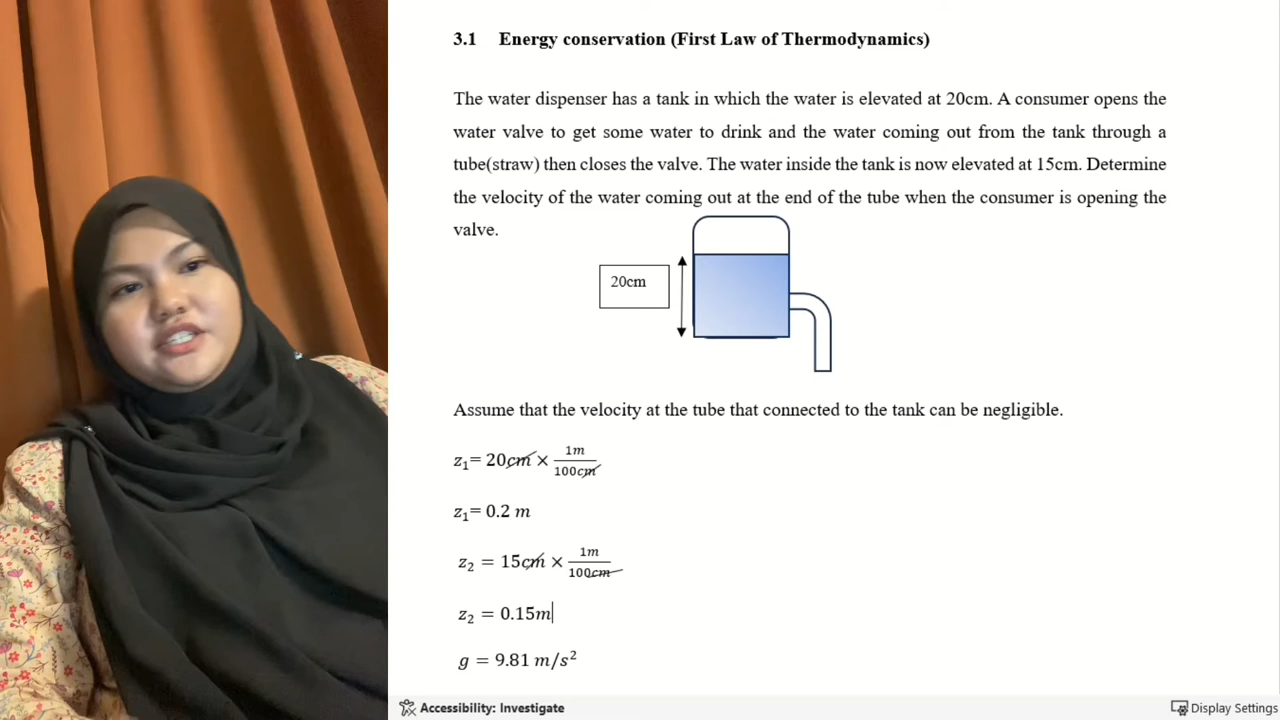 3.1 Energy conservation (First Law of Thermodynamics)
The water dispenser has a tank in which the water is elevated at 20cm. A consumer opens the
water valve to get some water to drink and the water coming out from the tank through a
tube(straw) then closes the valve. The water inside the tank is now elevated at 15cm. Determine
the velocity of the water coming out at the end of the tube when the consumer is opening the
valve.
20cm
Assume that the velocity at the tube that connected to the tank can be negligible.
z₁= 20cm × 1m/100cm
z₁= 0.2 m
z₂ = 15cm × 1m/100cm
z₂ = 0.15m
g = 9.81 m/s²
Accessibility: Investigate
Display Settings